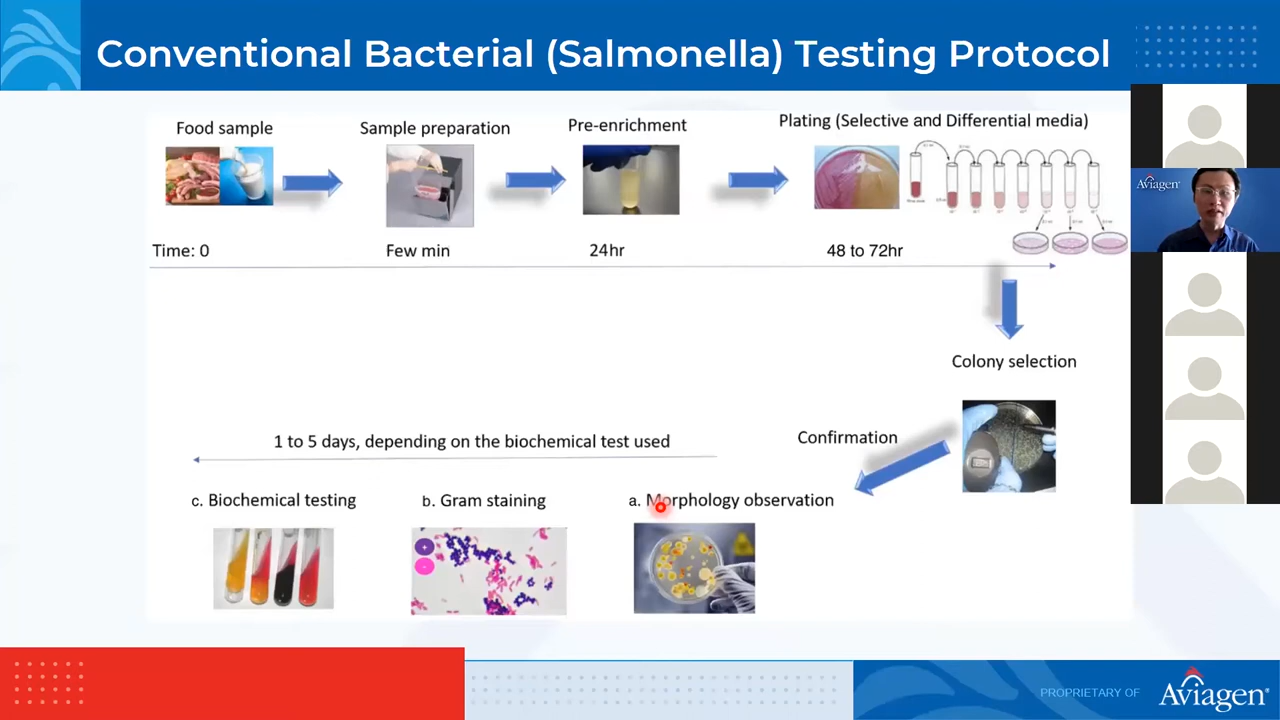 Conventional Bacterial (Salmonella) Testing Protocol
Food sample
Sample preparation
Pre-enrichment
Plating (Selective and Differential media)
Time: 0
Few min
24hr
48 to 72hr
Aviagen
Colony selection
Confirmation
1 to 5 days, depending on the biochemical test used
c. Biochemical testing
b. Gram staining
a. Morphology observation
+
-
PROPRIETARY OF
Aviagen®